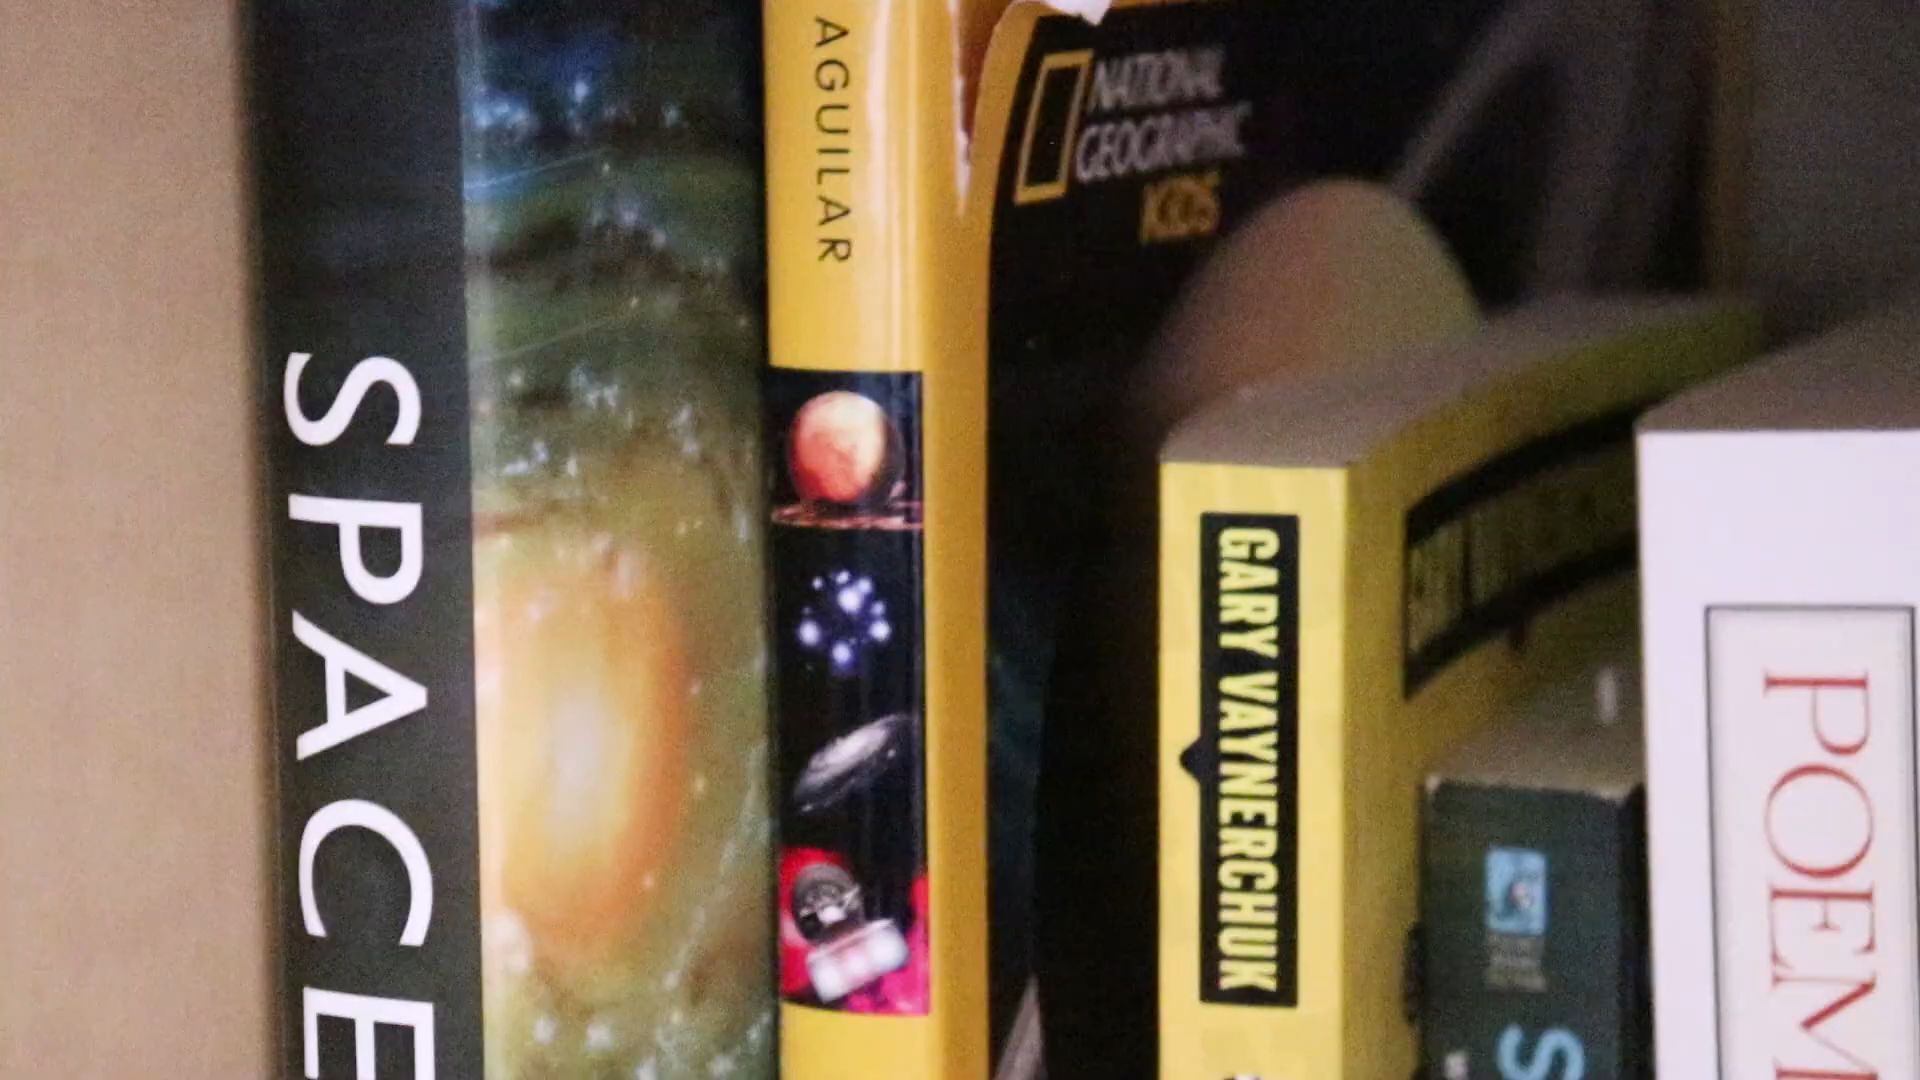 SPACE
AGUILAR
NATIONAL
GEOGRAPHIC
KIDS
GARY VAYNERCHUK
S
POEM